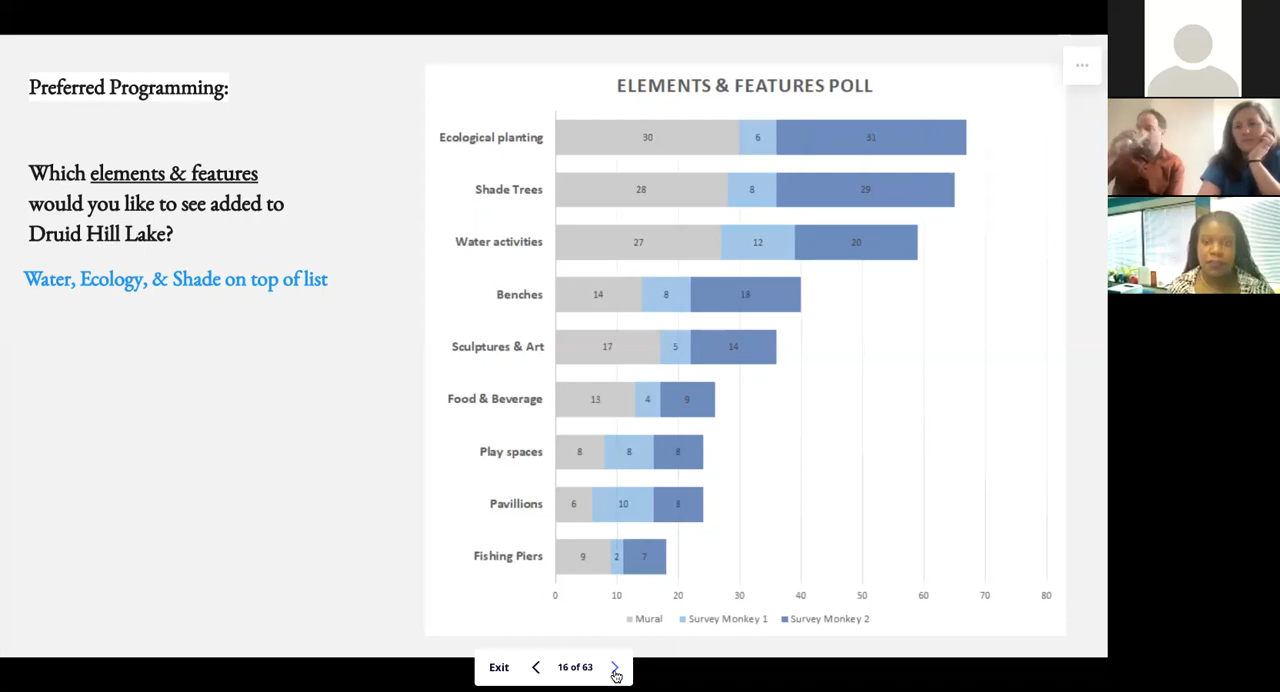 Preferred Programming:
Which elements & features
would you like to see added to
Druid Hill Lake?
Water, Ecology, & Shade on top of list
ELEMENTS & FEATURES POLL
Ecological planting 30 6 31
Shade Trees 28 8 29
Water activities 27 12 20
Benches 14 8 18
Sculptures & Art 17 5 14
Food & Beverage 13 4 9
Play spaces 8 8 8
Pavillions 6 10 8
Fishing Piers 9 2 7
0 10 20 30 40 50 60 70 80
Mural Survey Monkey 1 Survey Monkey 2
Exit 16 of 63